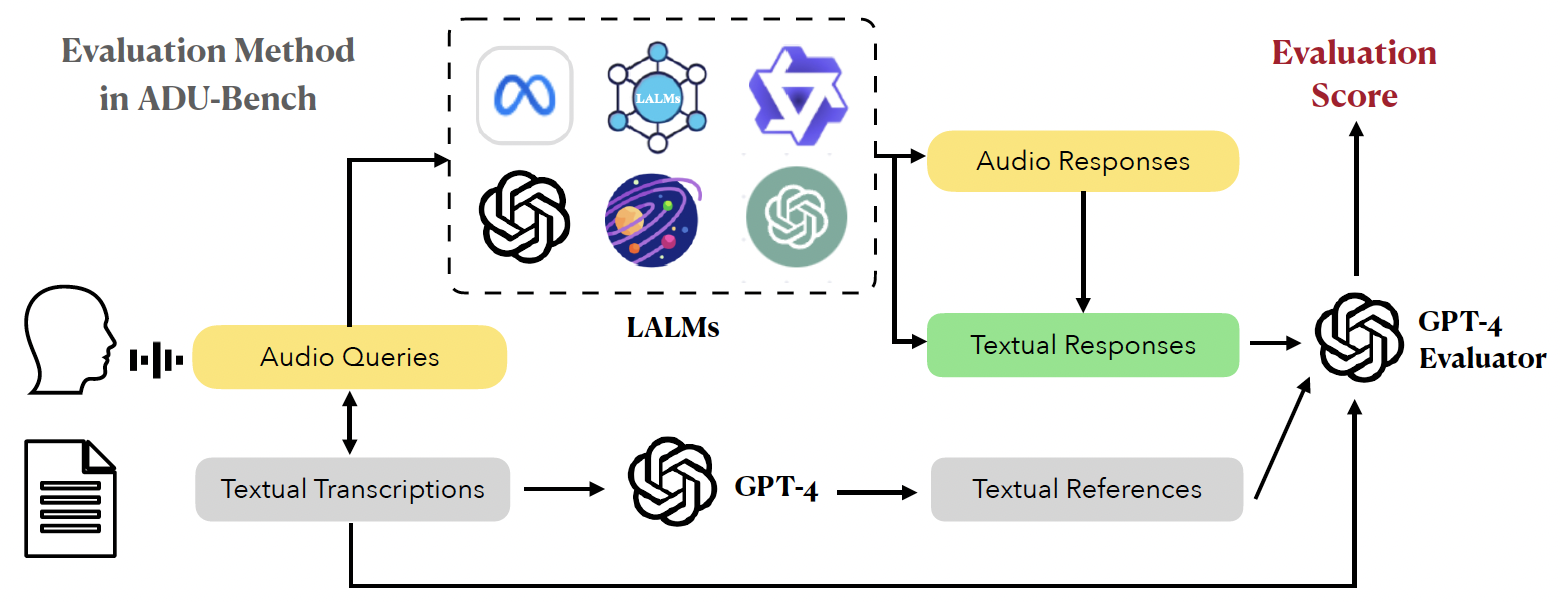 Evaluation Method
in ADU-Bench
LALMs
LALMs
Evaluation
Score
Audio Responses
Textual Responses
GPT-4
Evaluator
Audio Queries
Textual Transcriptions
GPT-4
Textual References